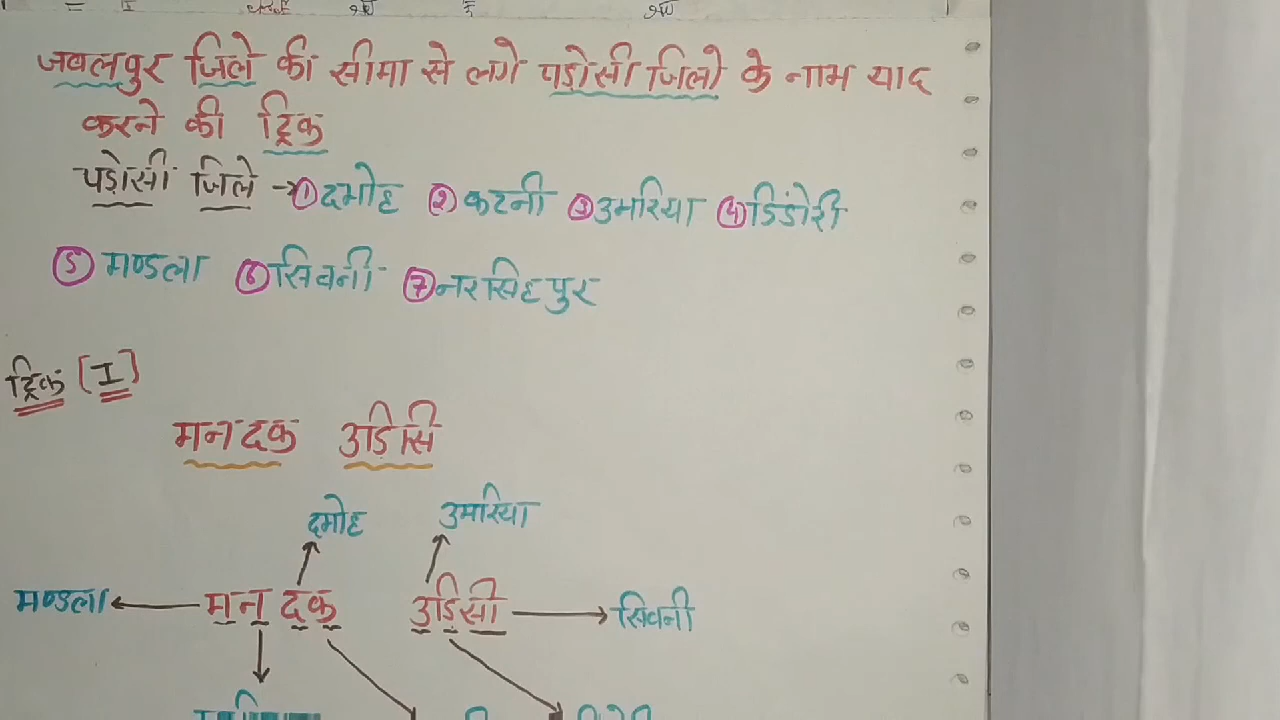 जबलपुर जिले की सीमा से लगे पड़ोसी जिलो के नाम याद
करने की ट्रिक
पड़ोसी जिले → ① दमोह ② कटनी ③ उमरिया ④ डिंडोरी
⑤ मण्डला ⑥ सिवनी ⑦ नरसिहपुर
ट्रिक [I]
मनदक उडिसि
दमोह उमरिया
मण्डला ← मनदक उडिसी → सिवनी